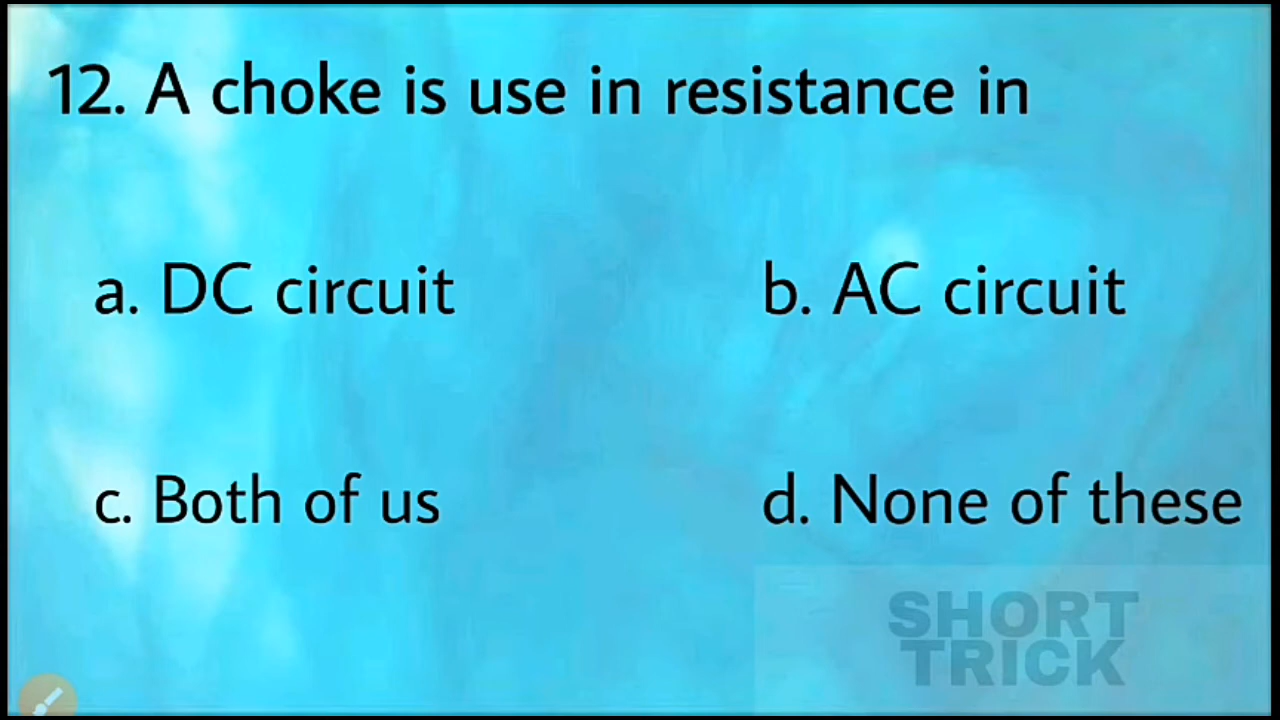 12. A choke is use in resistance in
a. DC circuit
b. AC circuit
c. Both of us
d. None of these
SHORT
TRICK